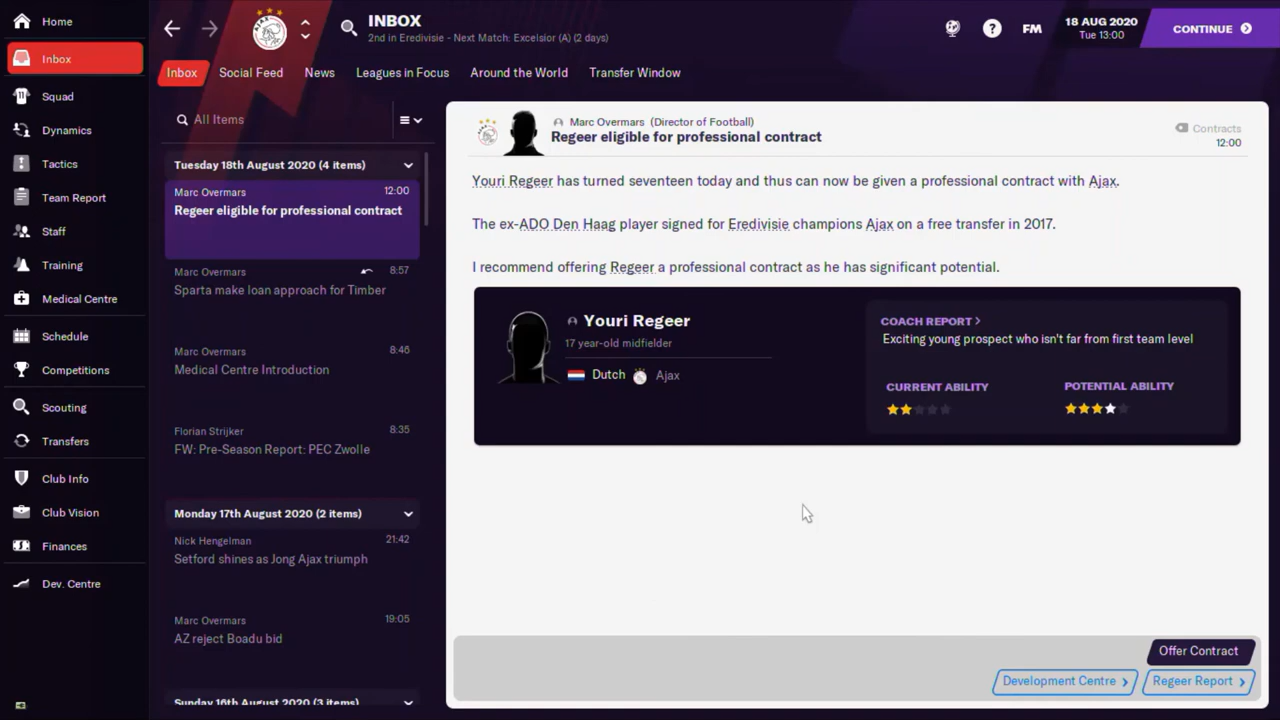 Home
Inbox
Squad
Dynamics
Tactics
Team Report
Staff
Training
Medical Centre
Schedule
Competitions
Scouting
Transfers
Club Info
Club Vision
Finances
Dev. Centre
INBOX
2nd in Eredivisie - Next Match: Excelsior (A) (2 days)
FM
18 AUG 2020
Tue 13:00
CONTINUE
Inbox
Social Feed
News
Leagues in Focus
Around the World
Transfer Window
All Items
Tuesday 18th August 2020 (4 items)
Marc Overmars 12:00
Regeer eligible for professional contract
Marc Overmars 8:57
Sparta make loan approach for Timber
Marc Overmars 8:46
Medical Centre Introduction
Florian Strijker 8:35
FW: Pre-Season Report: PEC Zwolle
Monday 17th August 2020 (2 items)
Nick Hengelman 21:42
Setford shines as Jong Ajax triumph
Marc Overmars 19:05
AZ reject Boadu bid
Sunday 16th August 2020 (3 items)
Marc Overmars (Director of Football)
Regeer eligible for professional contract
Contracts
12:00
Youri Regeer has turned seventeen today and thus can now be given a professional contract with Ajax.
The ex-ADO Den Haag player signed for Eredivisie champions Ajax on a free transfer in 2017.
I recommend offering Regeer a professional contract as he has significant potential.
Youri Regeer
17 year-old midfielder
Dutch Ajax
COACH REPORT >
Exciting young prospect who isn't far from first team level
CURRENT ABILITY
POTENTIAL ABILITY
Offer Contract
Development Centre >
Regeer Report >